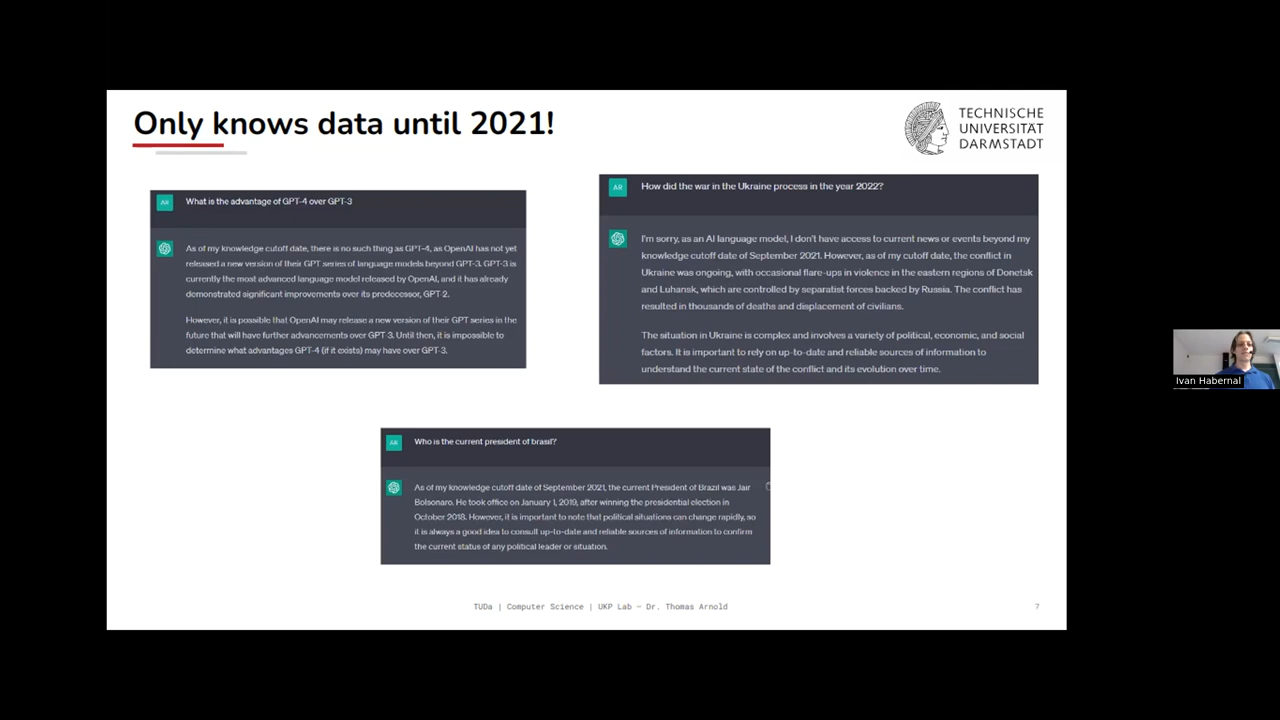 Only knows data until 2021!
TECHNISCHE
UNIVERSITÄT
DARMSTADT
AR
What is the advantage of GPT-4 over GPT-3
As of my knowledge cutoff date, there is no such thing as GPT-4, as OpenAI has not yet
released a new version of their GPT series of language models beyond GPT-3. GPT-3 is
currently the most advanced language model released by OpenAI, and it has already
demonstrated significant improvements over its predecessor, GPT-2.
However, it is possible that OpenAI may release a new version of their GPT series in the
future that will have further advancements over GPT-3. Until then, it is impossible to
determine what advantages GPT-4 (if it exists) may have over GPT-3.
AR
How did the war in the Ukraine process in the year 2022?
I'm sorry, as an AI language model, I don't have access to current news or events beyond my
knowledge cutoff date of September 2021. However, as of my cutoff date, the conflict in
Ukraine was ongoing, with occasional flare-ups in violence in the eastern regions of Donetsk
and Luhansk, which are controlled by separatist forces backed by Russia. The conflict has
resulted in thousands of deaths and displacement of civilians.
The situation in Ukraine is complex and involves a variety of political, economic, and social
factors. It is important to rely on up-to-date and reliable sources of information to
understand the current state of the conflict and its evolution over time.
Ivan Habernal
AR
Who is the current president of brasil?
As of my knowledge cutoff date of September 2021, the current President of Brazil was Jair
Bolsonaro. He took office on January 1, 2019, after winning the presidential election in
October 2018. However, it is important to note that political situations can change rapidly, so
it is always a good idea to consult up-to-date and reliable sources of information to confirm
the current status of any political leader or situation.
TUDa | Computer Science | UKP Lab – Dr. Thomas Arnold
7